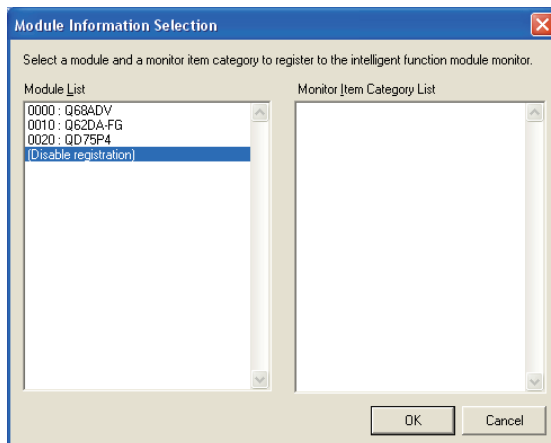 Module Information Selection
Select a module and a monitor item category to register to the intelligent function module monitor.
Module List
Monitor Item Category List
0000 : Q68ADV
0010 : Q62DA-FG
0020 : QD75P4
(Disable registration)
OK
Cancel